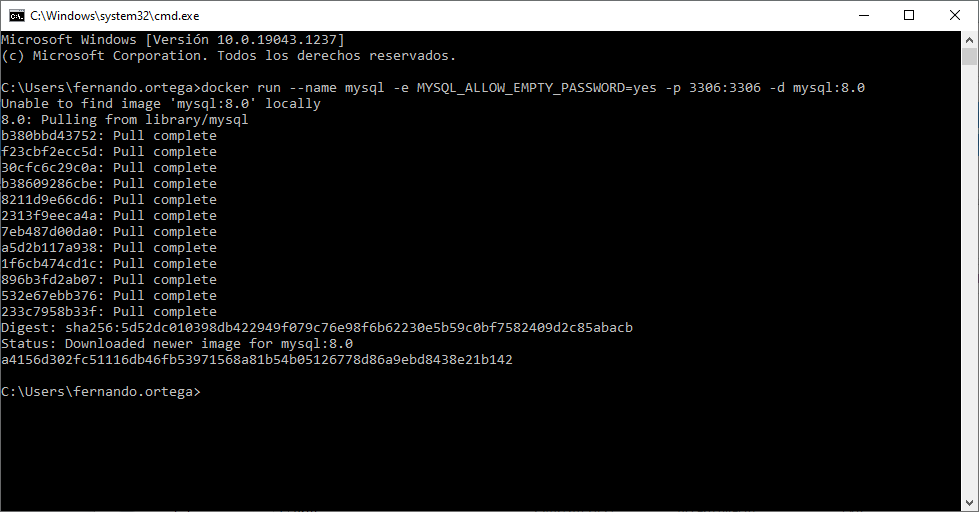 C:\Windows\system32\cmd.exe
Microsoft Windows [Versión 10.0.19043.1237]
(c) Microsoft Corporation. Todos los derechos reservados.
C:\Users\fernando.ortega>docker run --name mysql -e MYSQL_ALLOW_EMPTY_PASSWORD=yes -p 3306:3306 -d mysql:8.0
Unable to find image 'mysql:8.0' locally
8.0: Pulling from library/mysql
b380bbd43752: Pull complete
f23cbf2ecc5d: Pull complete
30cfc6c29c0a: Pull complete
b38609286cbe: Pull complete
8211d9e66cd6: Pull complete
2313f9eeca4a: Pull complete
7eb487d00da0: Pull complete
a5d2b117a938: Pull complete
1f6cb474cd1c: Pull complete
896b3fd2ab07: Pull complete
532e67ebb376: Pull complete
233c7958b33f: Pull complete
Digest: sha256:5d52dc010398db422949f079c76e98f6b62230e5b59c0bf7582409d2c85abacb
Status: Downloaded newer image for mysql:8.0
a4156d302fc51116db46fb53971568a81b54b05126778d86a9ebd8438e21b142
C:\Users\fernando.ortega>